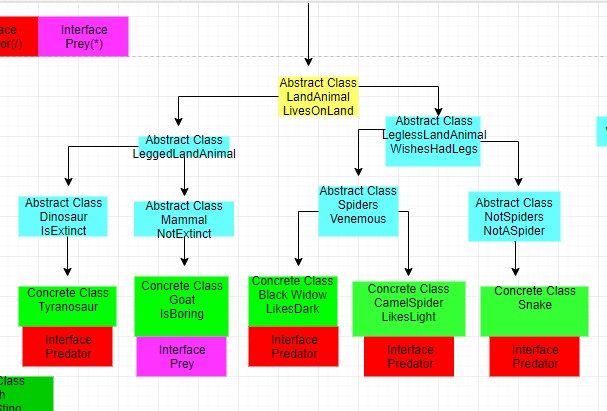 ace
or(/)
Interface
Prey(*)
Abstract Class
LandAnimal
LivesOnLand
Abstract Class
LeggedLandAnimal
Abstract Class
LeglessLandAnimal
WishesHadLegs
Abstract Class
Dinosaur
IsExtinct
Abstract Class
Mammal
NotExtinct
Abstract Class
Spiders
Venemous
Abstract Class
NotSpiders
NotASpider
Concrete Class
Tyranosaur
Interface
Predator
Concrete Class
Goat
IsBoring
Interface
Prey
Concrete Class
Black Widow
LikesDark
Interface
Predator
Concrete Class
CamelSpider
LikesLight
Interface
Predator
Concrete Class
Snake
Interface
Predator
Class
h
Sting